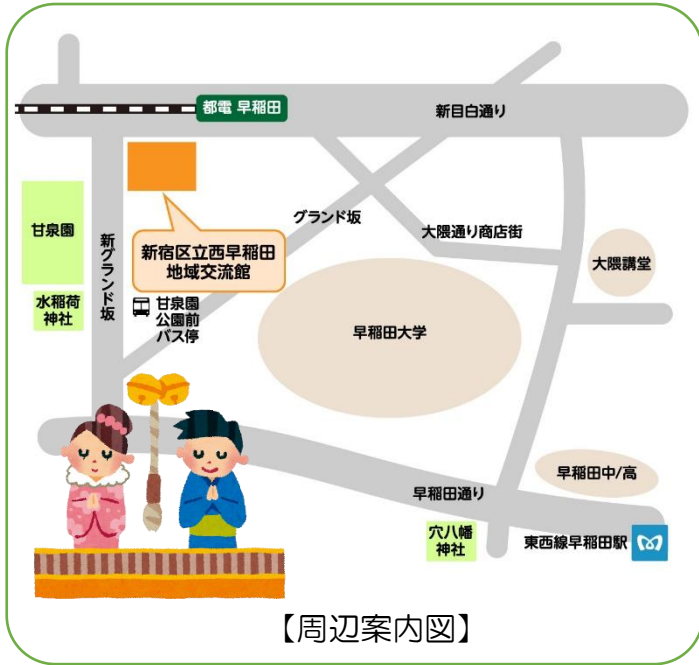 都電 早稲田
新目白通り
甘泉園
新グランド坂
グランド坂
大隈通り商店街
新宿区立西早稲田
地域交流館
大隈講堂
水稲荷
神社
甘泉園
公園前
バス停
早稲田大学
早稲田通り
早稲田中/高
穴八幡
神社
東西線早稲田駅
【周辺案内図】